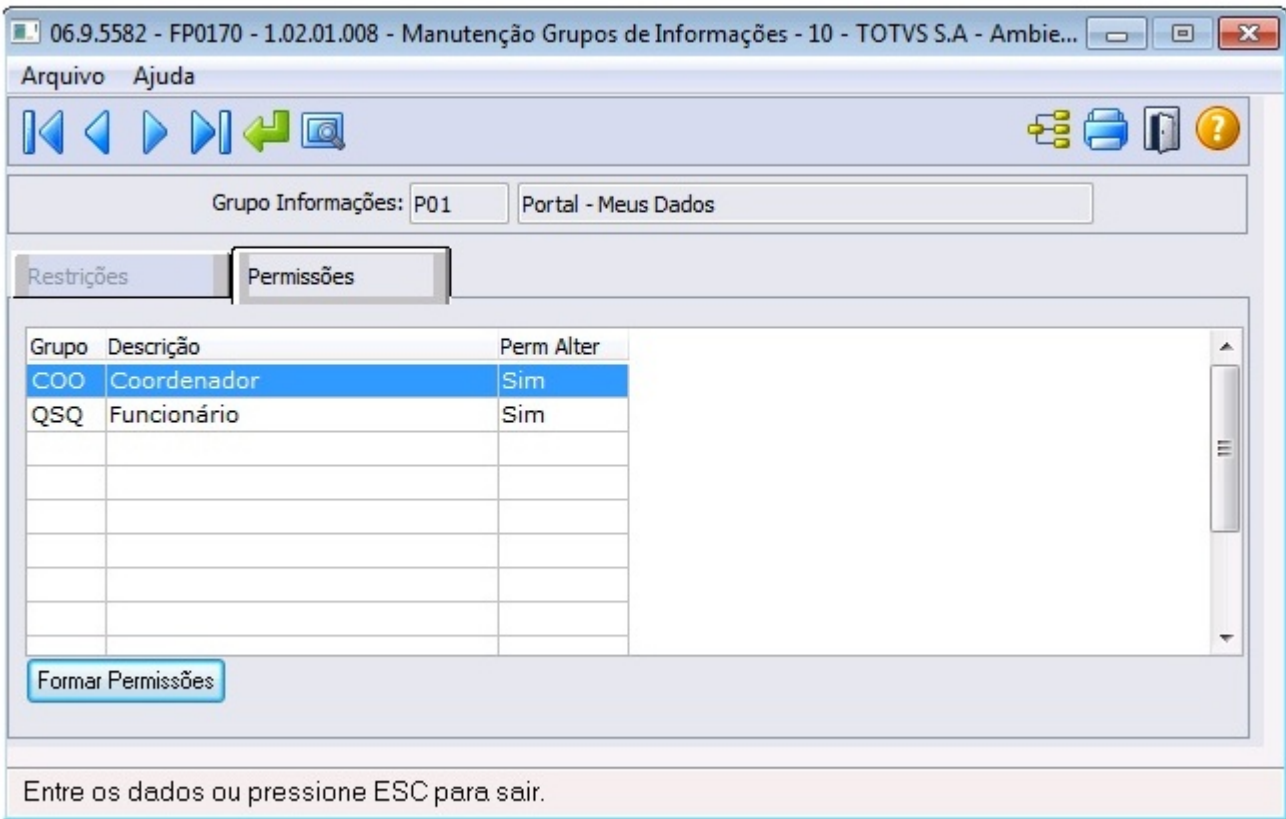 06.9.5582 - FP0170 - 1.02.01.008 - Manutenção Grupos de Informações - 10 - TOTVS S.A - Ambie...
Arquivo Ajuda
Grupo Informações: P01 Portal - Meus Dados
Restrições Permissões
Grupo Descrição Perm Alter
COO Coordenador Sim
QSQ Funcionário Sim
Formar Permissões
Entre os dados ou pressione ESC para sair.